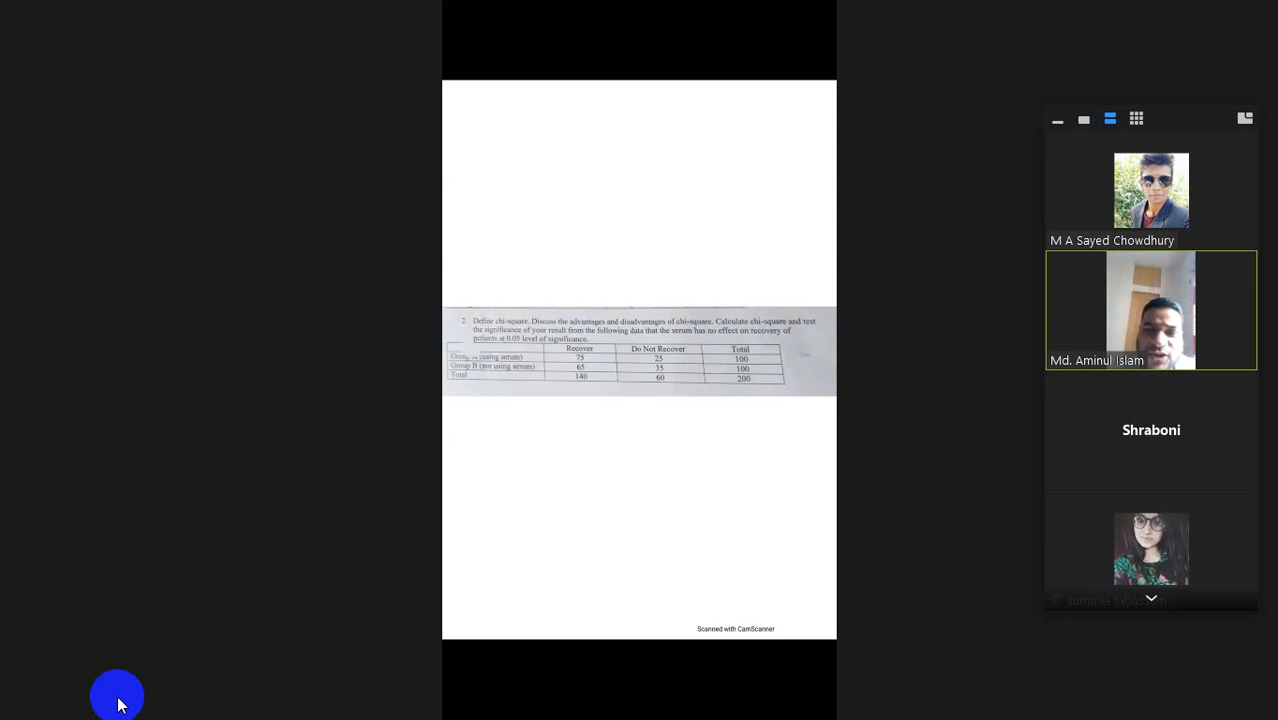 2. Define chi-square. Discuss the advantages and disadvantages of chi-square. Calculate chi-square and test
the significance of your result from the following data that the serum has no effect on recovery of
patients at 0.05 level of significance.
Recover Do Not Recover Total
Group A (using serum) 75 25 100
Group B (not using serum) 65 35 100
Total 140 60 200
Scanned with CamScanner
M A Sayed Chowdhury
Md. Aminul Islam
Shraboni
sumona tabassum